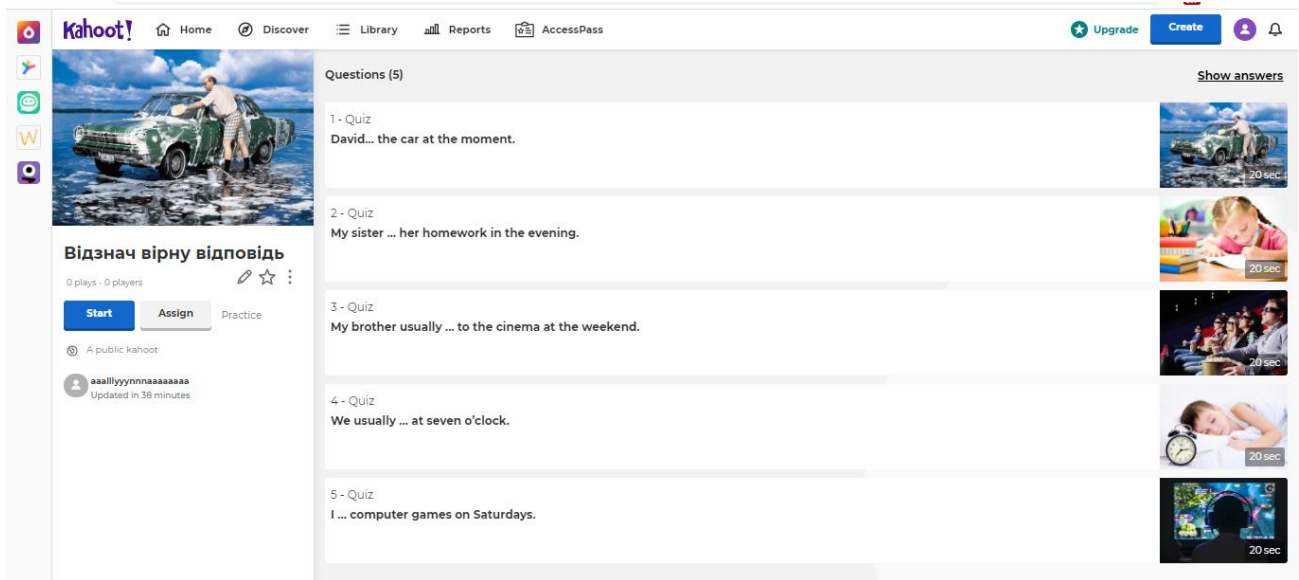 Kahoot! Home Discover Library Reports AccessPass Upgrade Create
Відзнач вірну відповідь
0 plays · 0 players
Start Assign Practice
A public kahoot
aaalllyyynnnaaaaaaaa
Updated in 38 minutes
Questions (5) Show answers
1 - Quiz
David... the car at the moment.
20 sec
2 - Quiz
My sister ... her homework in the evening.
20 sec
3 - Quiz
My brother usually ... to the cinema at the weekend.
20 sec
4 - Quiz
We usually ... at seven o’clock.
20 sec
5 - Quiz
I ... computer games on Saturdays.
20 sec